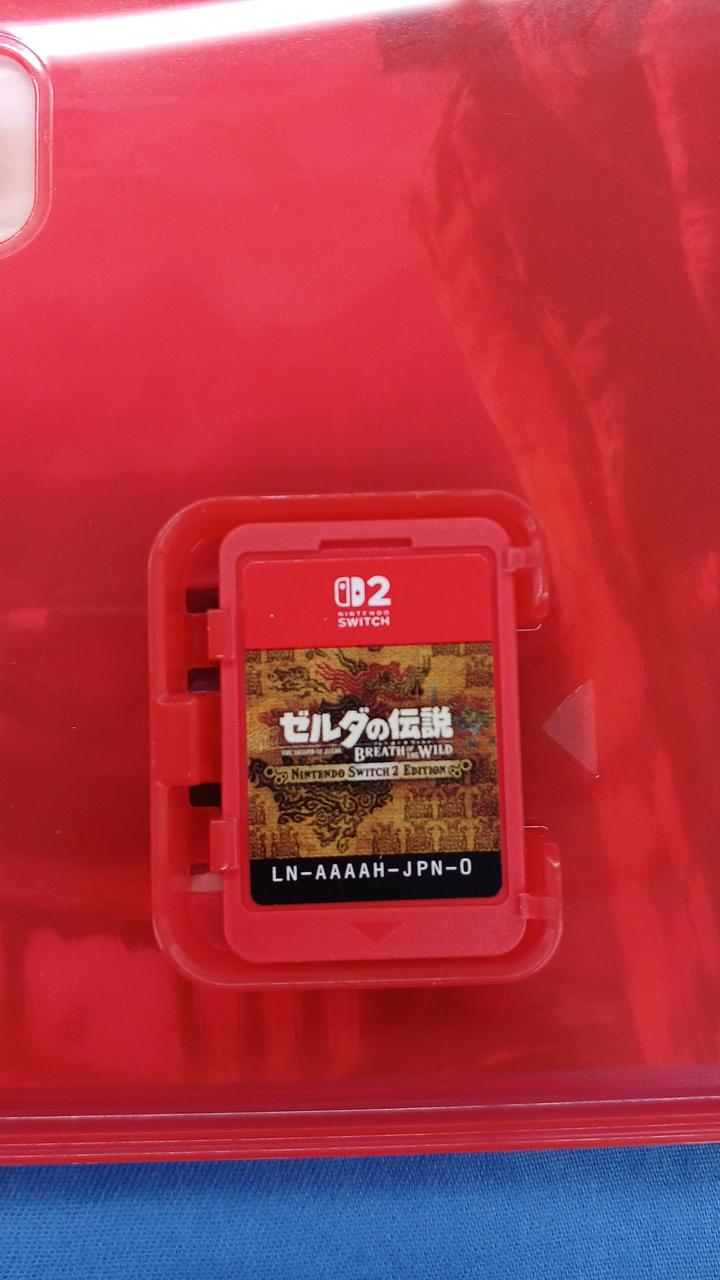 2
NINTENDO
SWITCH
ゼルダの伝説
THE LEGEND OF ZELDA
BREATH OF THE WILD
NINTENDO SWITCH 2 EDITION
LN-AAAAH-JPN-0